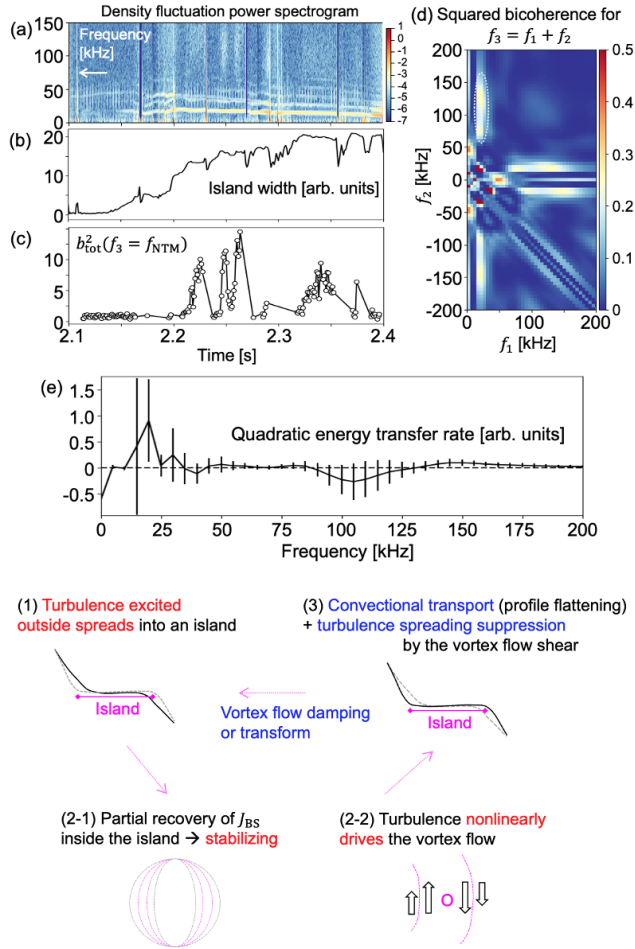 Density fluctuation power spectrogram
(a)
Frequency
[kHz]
150
125
100
75
50
25
0
1
0
-1
-2
-3
-4
-5
-6
-7
(b)
20
10
0
Island width [arb. units]
(c)
b²tot(f₃ = fNTM)
10
5
0
2.1 2.2 2.3 2.4
Time [s]
(d) Squared bicoherence for
f₃ = f₁ + f₂
200
150
100
50
0
-50
-100
-150
-200
f₂ [kHz]
0 100 200
f₁ [kHz]
0.5
0.4
0.3
0.2
0.1
0
(e)
1.5
1.0
0.5
0
-0.5
Quadratic energy transfer rate [arb. units]
0 25 50 75 100 125 150 175 200
Frequency [kHz]
(1) Turbulence excited
outside spreads into an island
Island
(3) Convectional transport (profile flattening)
+ turbulence spreading suppression
by the vortex flow shear
Island
Vortex flow damping
or transform
(2-1) Partial recovery of JBS
inside the island → stabilizing
(2-2) Turbulence nonlinearly
drives the vortex flow
O